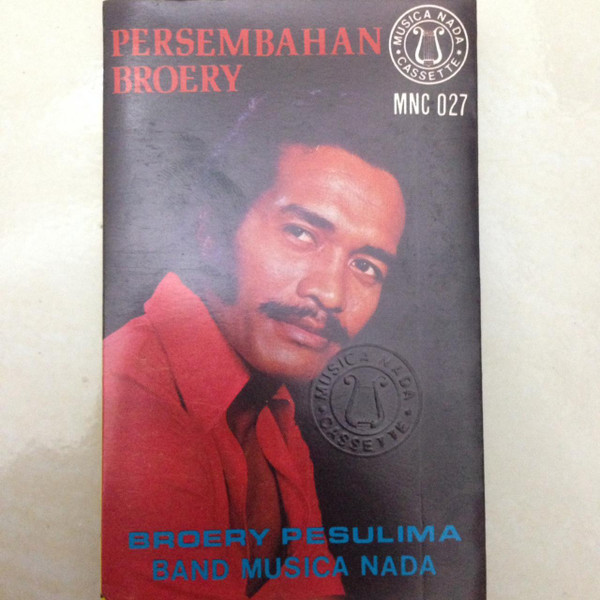 PERSEMBAHAN
BROERY
• MUSICA NADA •
CASSETTE
MNC 027
• MUSICA NADA •
CASSETTE
BROERY PESULIMA
BAND MUSICA NADA